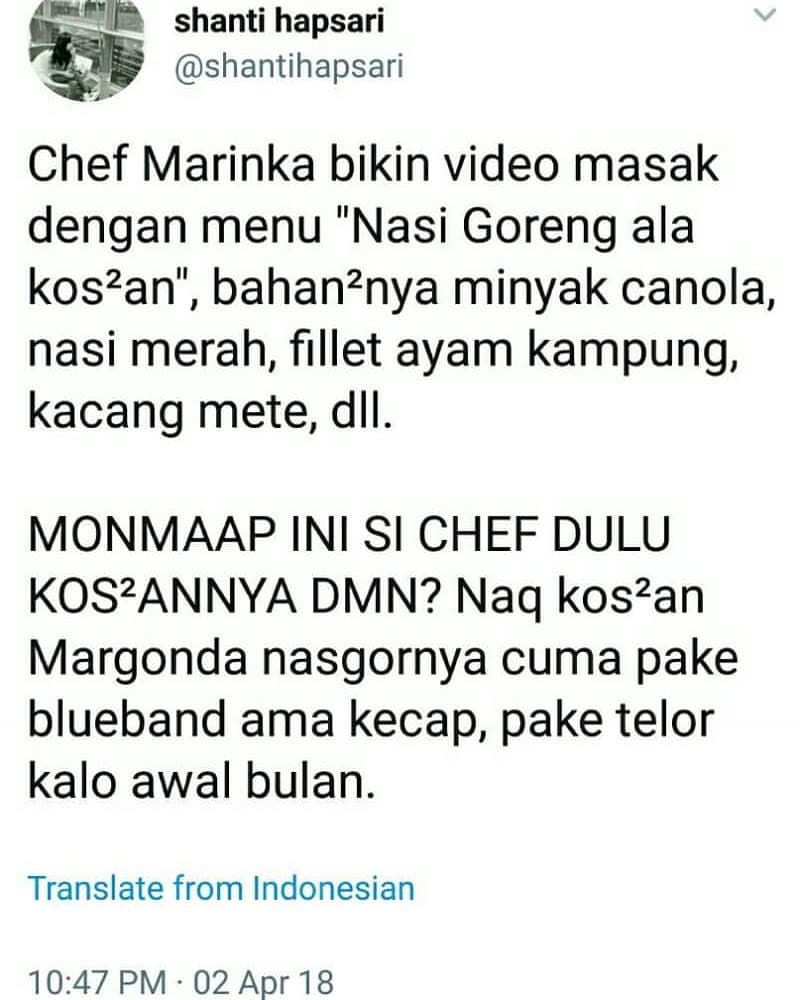 shanti hapsari
@shantihapsari
Chef Marinka bikin video masak
dengan menu "Nasi Goreng ala
kos²an", bahan²nya minyak canola,
nasi merah, fillet ayam kampung,
kacang mete, dll.
MONMAAP INI SI CHEF DULU
KOS²ANNYA DMN? Naq kos²an
Margonda nasgornya cuma pake
blueband ama kecap, pake telor
kalo awal bulan.
Translate from Indonesian
10:47 PM · 02 Apr 18